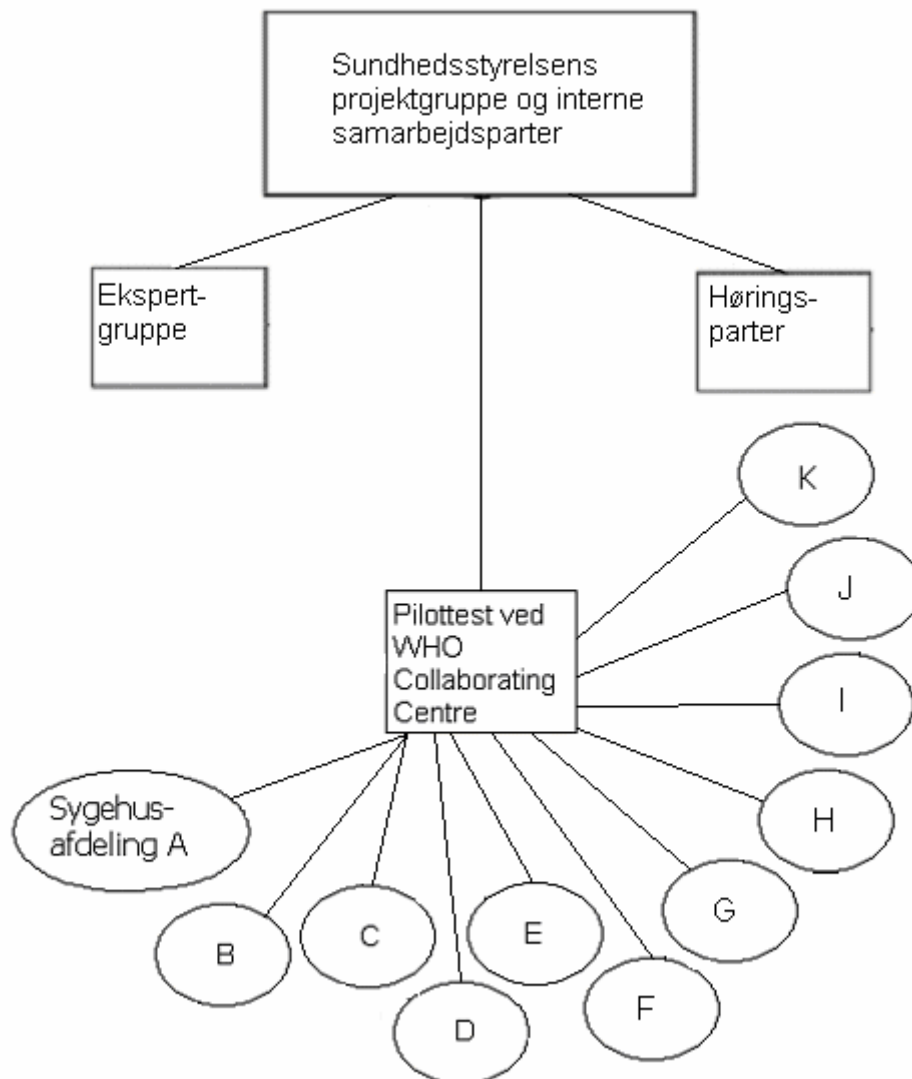 Sundhedsstyrelsens
projektgruppe og interne
samarbejdsparter
Ekspert-
gruppe
Hørings-
parter
K
J
Pilottest ved
WHO
Collaborating
Centre
I
Sygehus-
afdeling A
H
G
B
C
E
F
D